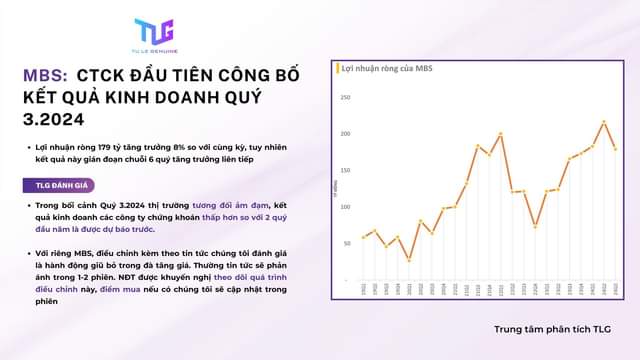 TLG
TU LE GENUINE
MBS: CTCK ĐẦU TIÊN CÔNG BỐ
KẾT QUẢ KINH DOANH QUÝ
3.2024
Lợi nhuận ròng 179 tỷ tăng trưởng 8% so với cùng kỳ, tuy nhiên
kết quả này gián đoạn chuỗi 6 quý tăng trưởng liên tiếp
TLG ĐÁNH GIÁ
Trong bối cảnh Quý 3.2024 thị trường tương đối ảm đạm, kết
quả kinh doanh các công ty chứng khoán thấp hơn so với 2 quý
đầu năm là được dự báo trước.
Với riêng MBS, điều chỉnh kèm theo tin tức chúng tôi đánh giá
là hành động giũ bỏ trong đà tăng giá. Thường tin tức sẽ phản
ánh trong 1-2 phiên. NĐT được khuyến nghị theo dõi quá trình
điều chỉnh này, điểm mua nếu có chúng tôi sẽ cập nhật trong
phiên
Lợi nhuận ròng của MBS
250
200
150
100
50
-
Trung tâm phân tích TLG